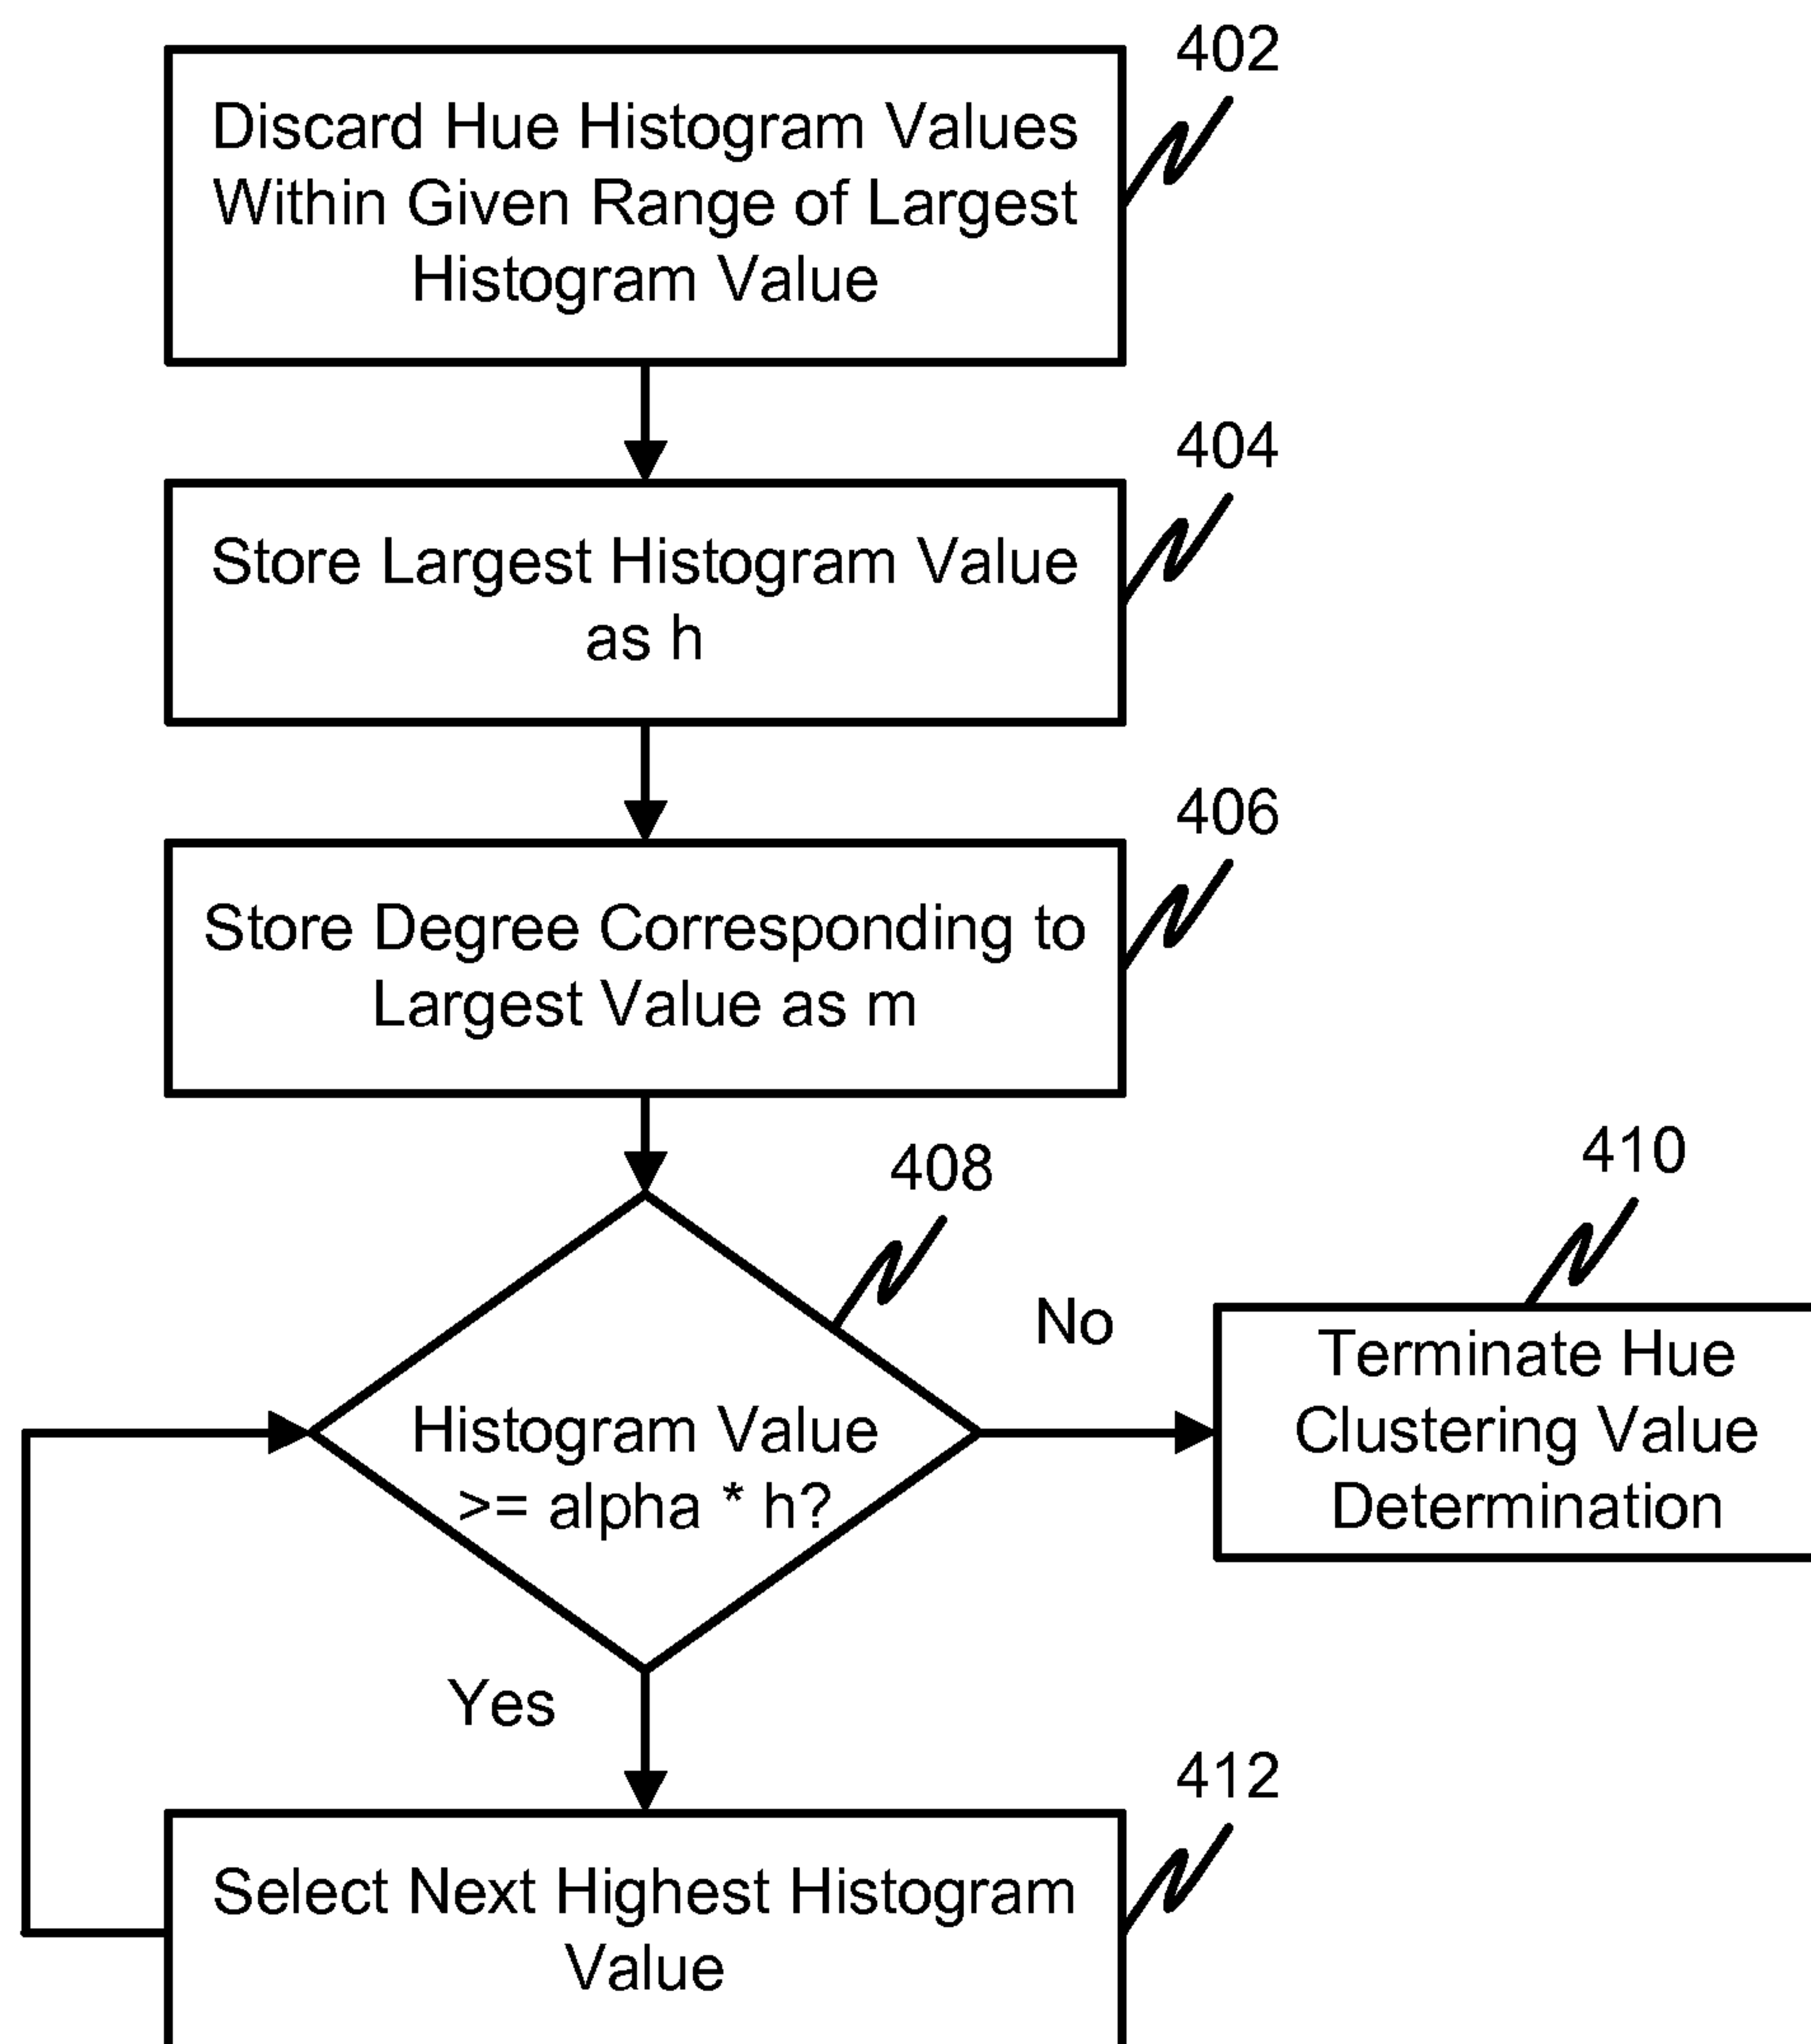 402
Discard Hue Histogram Values
Within Given Range of Largest
Histogram Value
404
Store Largest Histogram Value
as h
406
Store Degree Corresponding to
Largest Value as m
408
410
No
Histogram Value
>= alpha * h?
Terminate Hue
Clustering Value
Determination
Yes
412
Select Next Highest Histogram
Value